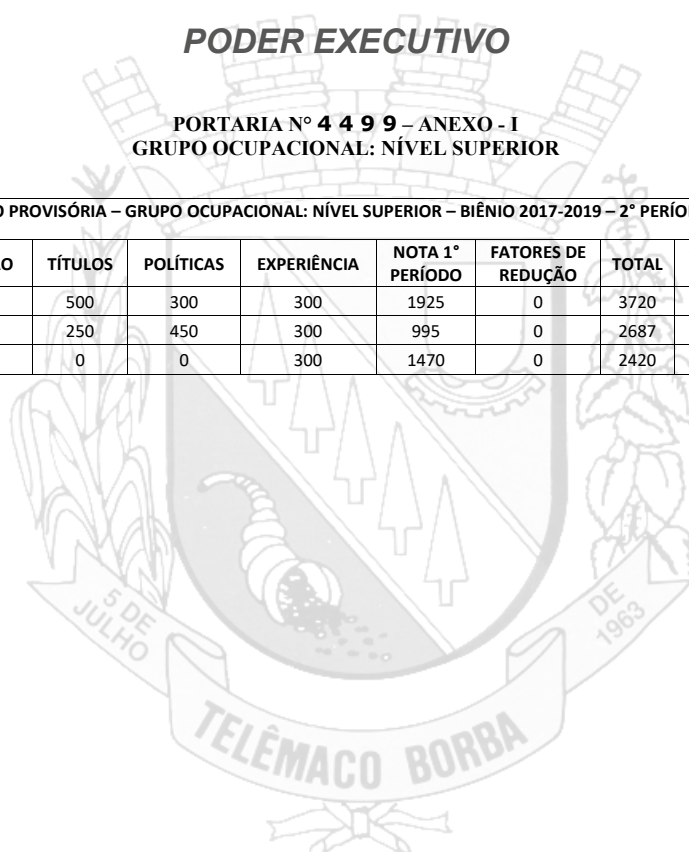 PODER EXECUTIVO
PORTARIA N° 4 4 9 9 – ANEXO - I
GRUPO OCUPACIONAL: NÍVEL SUPERIOR
PROVISÓRIA – GRUPO OCUPACIONAL: NÍVEL SUPERIOR – BIÊNIO 2017-2019 – 2° 
TÍTULOS POLÍTICAS EXPERIÊNCIA NOTA 1° PERÍODO FATORES DE REDUÇÃO TOTAL
500 300 300 1925 0 3720
250 450 300 995 0 2687
0 0 300 1470 0 2420
5 DE JULHO
DE 1963
TELÊMACO BORBA